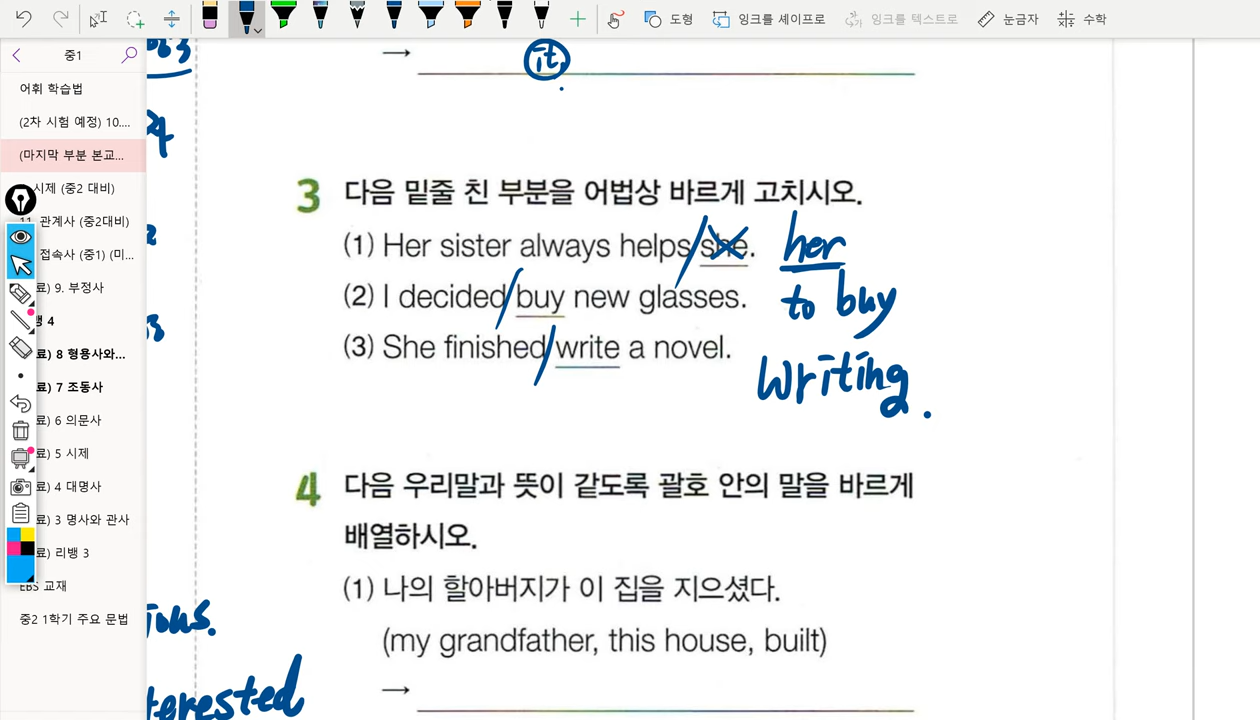 도형
잉크를 셰이프로
잉크를 텍스트로
눈금자
수학
중1
어휘 학습법
(2차 시험 예정) 10....
(마지막 부분 본교...
시제 (중2 대비)
11. 관계사 (중2대비)
접속사 (중1) (미...
료) 9. 부정사
뱅 4
료) 8 형용사와...
료) 7 조동사
료) 6 의문사
료) 5 시제
료) 4 대명사
료) 3 명사와 관사
료) 리뱅 3
EBS 교재
중2 1학기 주요 문법
→ it.
3 다음 밑줄 친 부분을 어법상 바르게 고치시오.
(1) Her sister always helps / she. her
(2) I decided / buy new glasses. to buy
(3) She finished / write a novel. writing.
4 다음 우리말과 뜻이 같도록 괄호 안의 말을 바르게
배열하시오.
(1) 나의 할아버지가 이 집을 지으셨다.
(my grandfather, this house, built)
→
terested